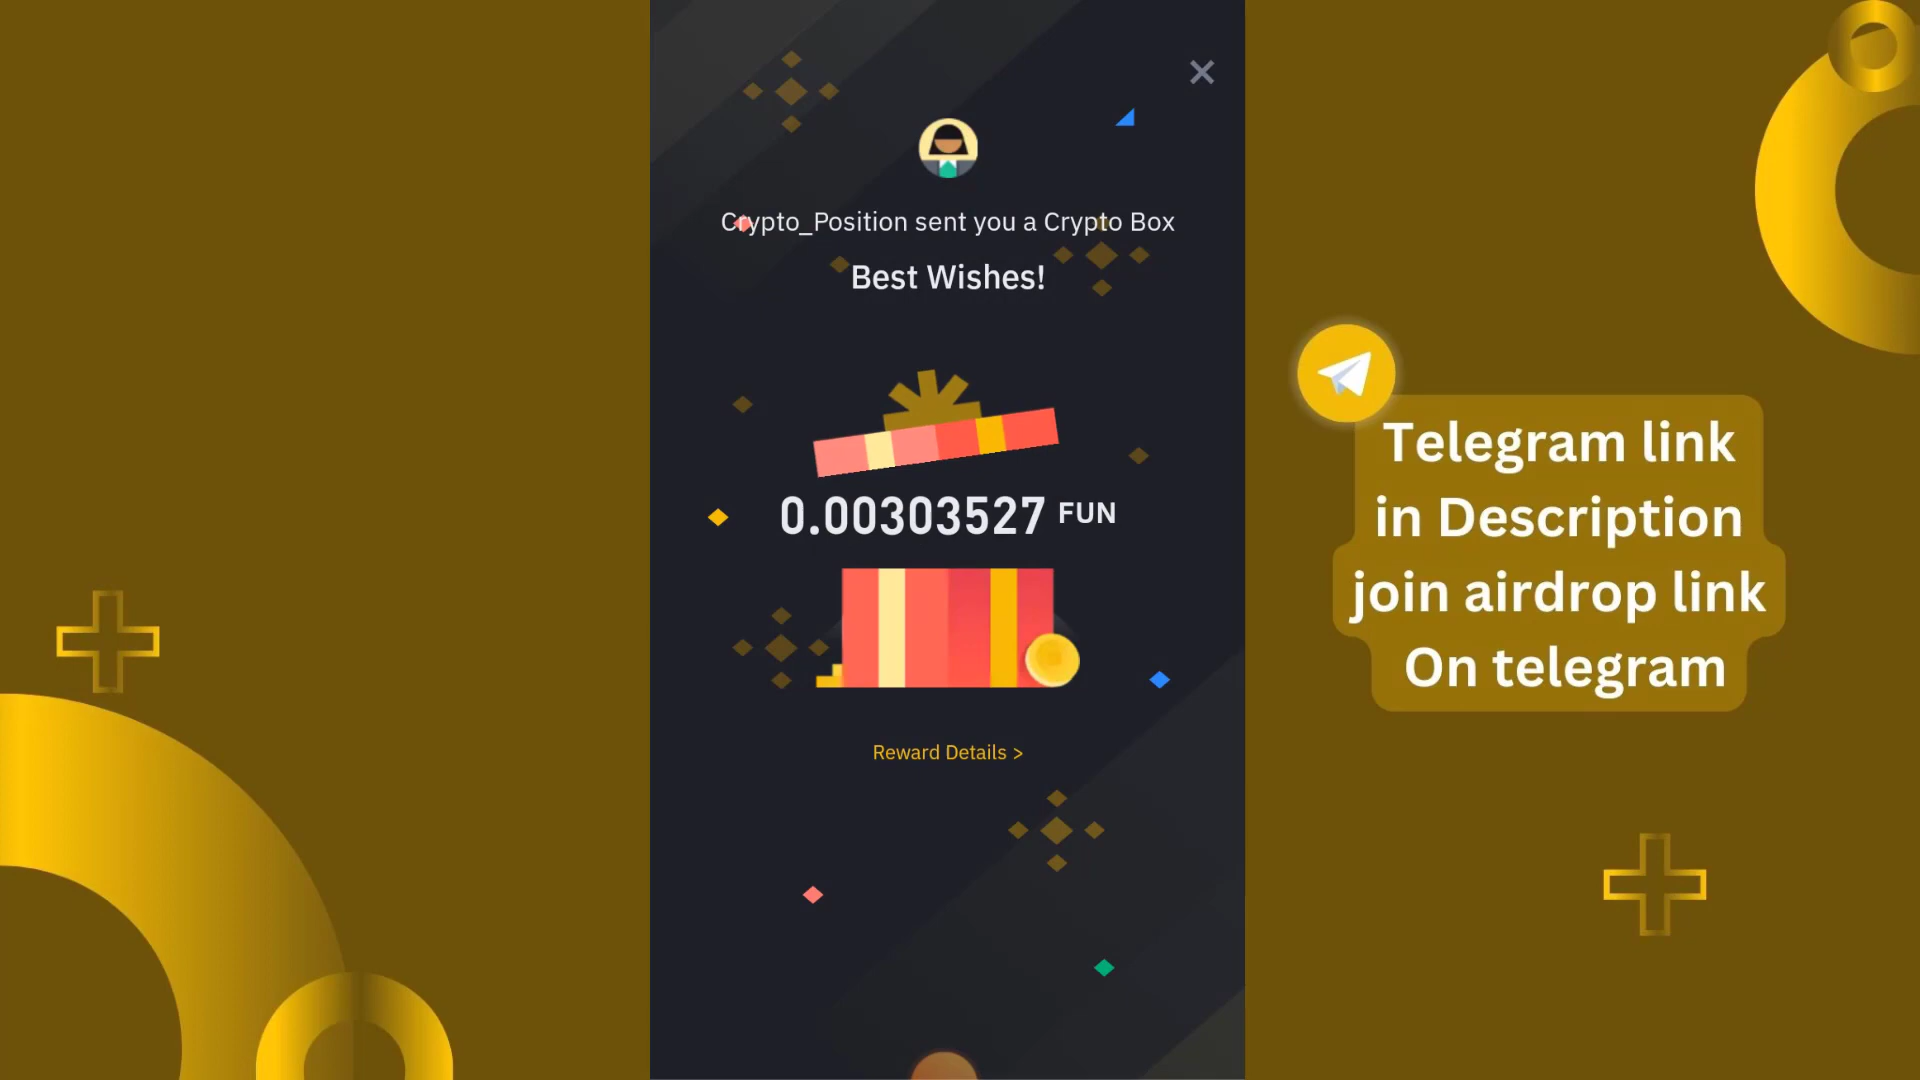 Crypto_Position sent you a Crypto Box
Best Wishes!
0.00303527 FUN
Reward Details >
Telegram link
in Description
join airdrop link
On telegram